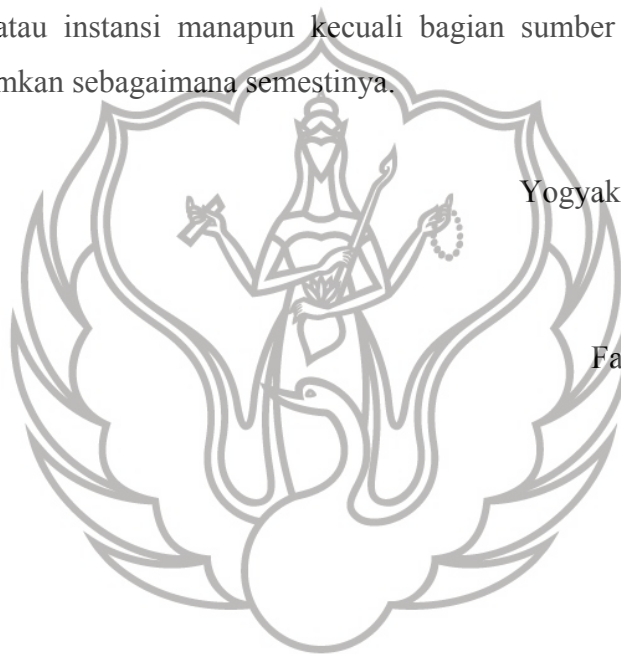 atau instansi manapun kecuali bagian sumber
mkan sebagaimana semestinya.
Yogyak
Fa